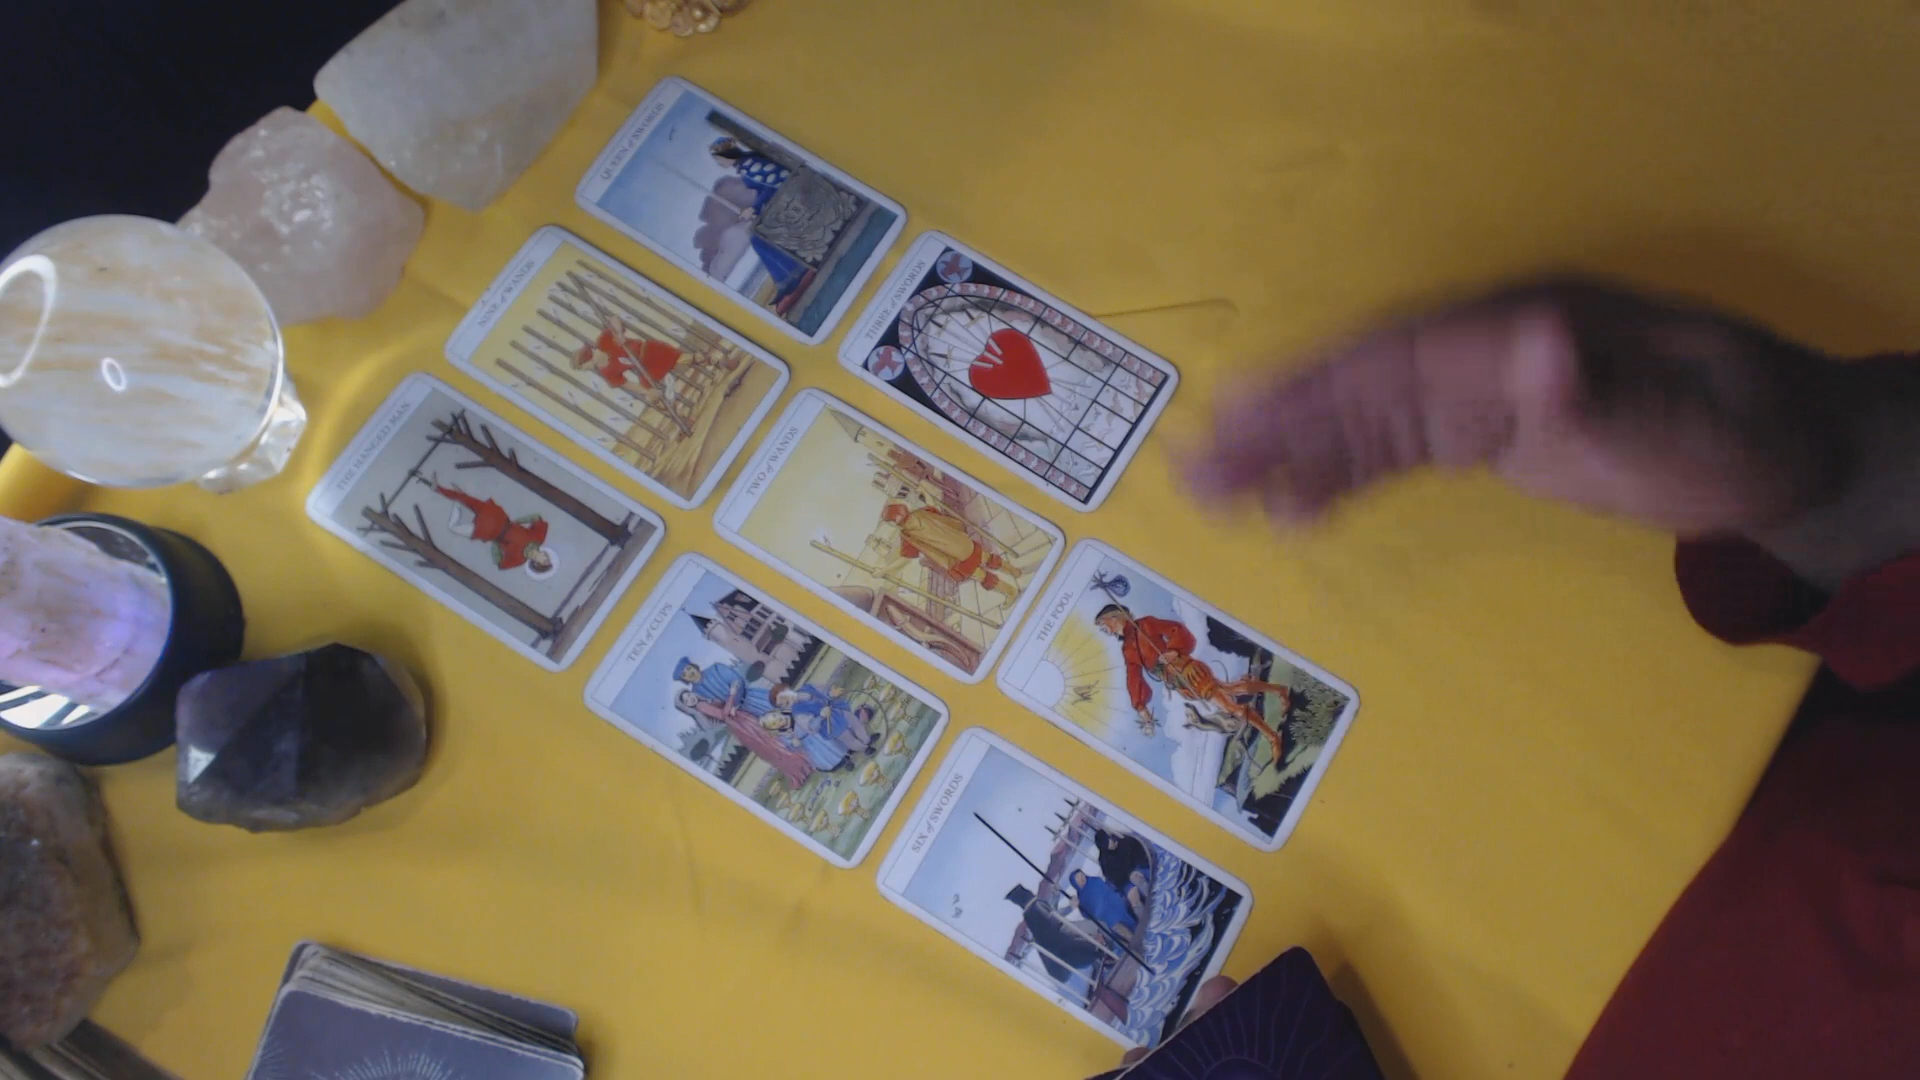 QUEEN of SWORDS
THREE of SWORDS
NINE of WANDS
TWO of WANDS
THE FOOL
THE HANGED MAN
TEN of CUPS
SIX of SWORDS